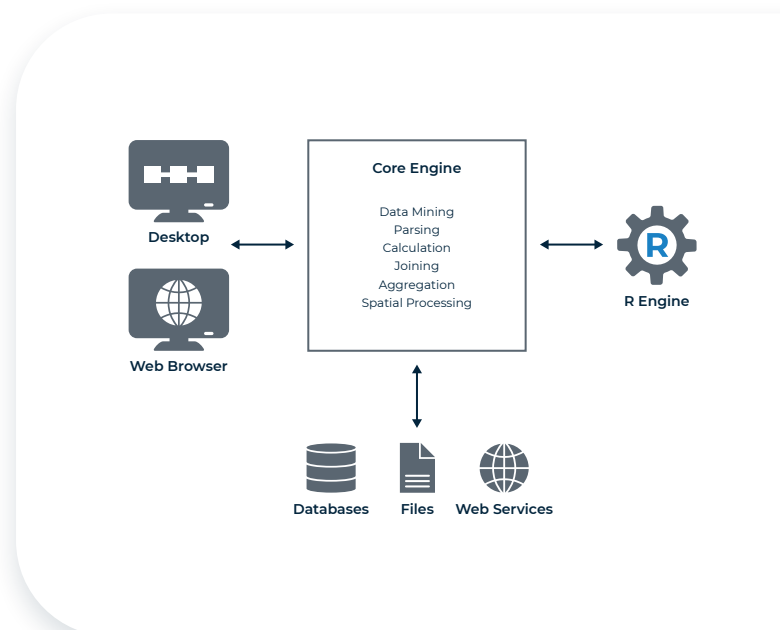 Desktop
Web Browser
Core Engine
Data Mining
Parsing
Calculation
Joining
Aggregation
Spatial Processing
R
R Engine
Databases
Files
Web Services